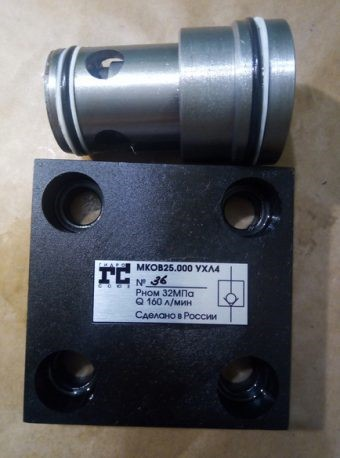 МКОВ25.000 УХЛ4
ГИДРО
ГС
СОЮЗ
№ 36
Рном 32МПа
Q 160 л/мин
Сделано в России